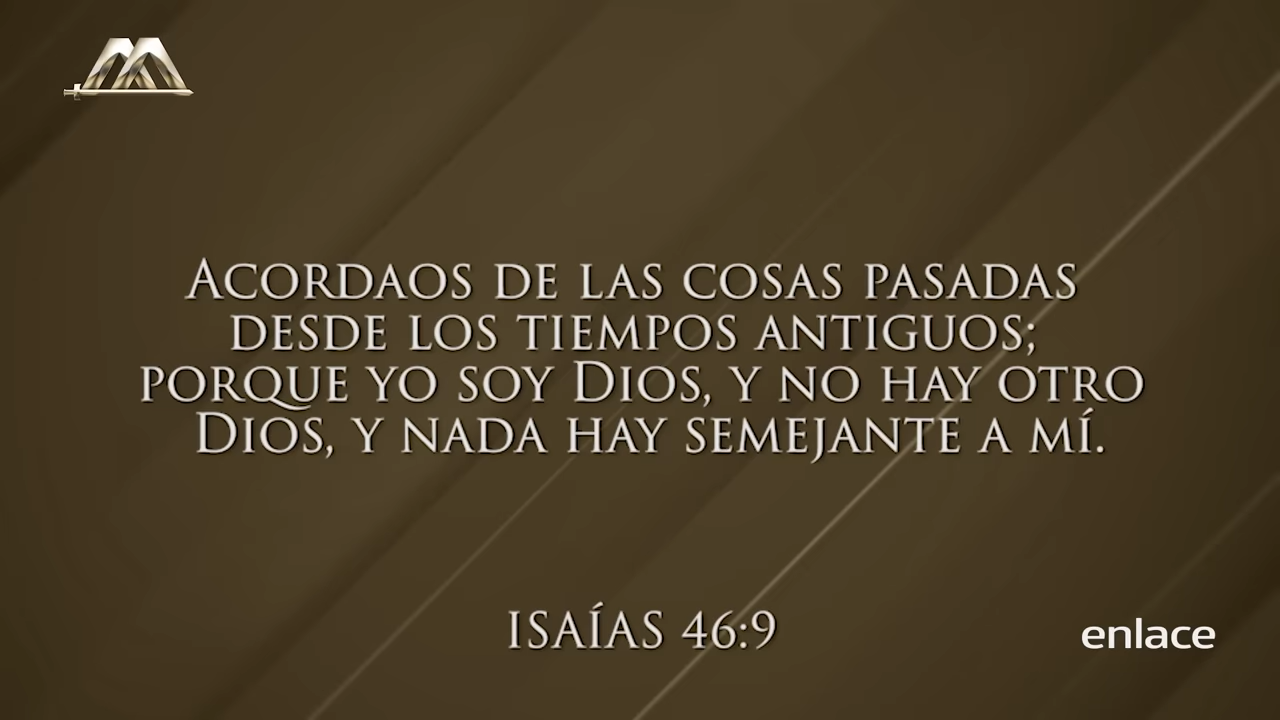 Acordaos de las cosas pasadas
desde los tiempos antiguos;
porque yo soy Dios, y no hay otro
Dios, y nada hay semejante a mí.
Isaías 46:9
enlace